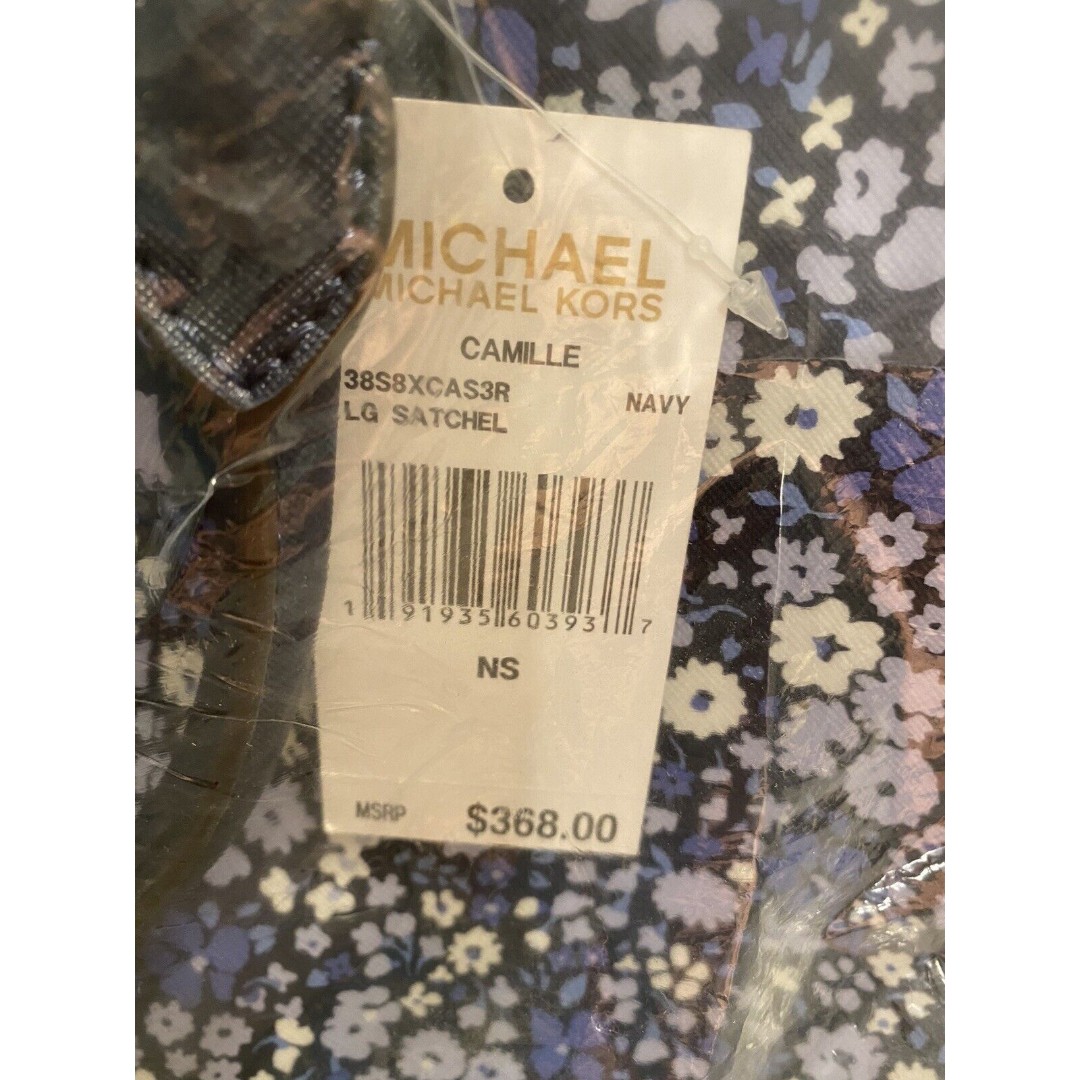 MICHAEL
MICHAEL KORS
CAMILLE
38S8XCAS3R NAVY
LG SATCHEL
1 91935 60393 7
NS
MSRP $368.00